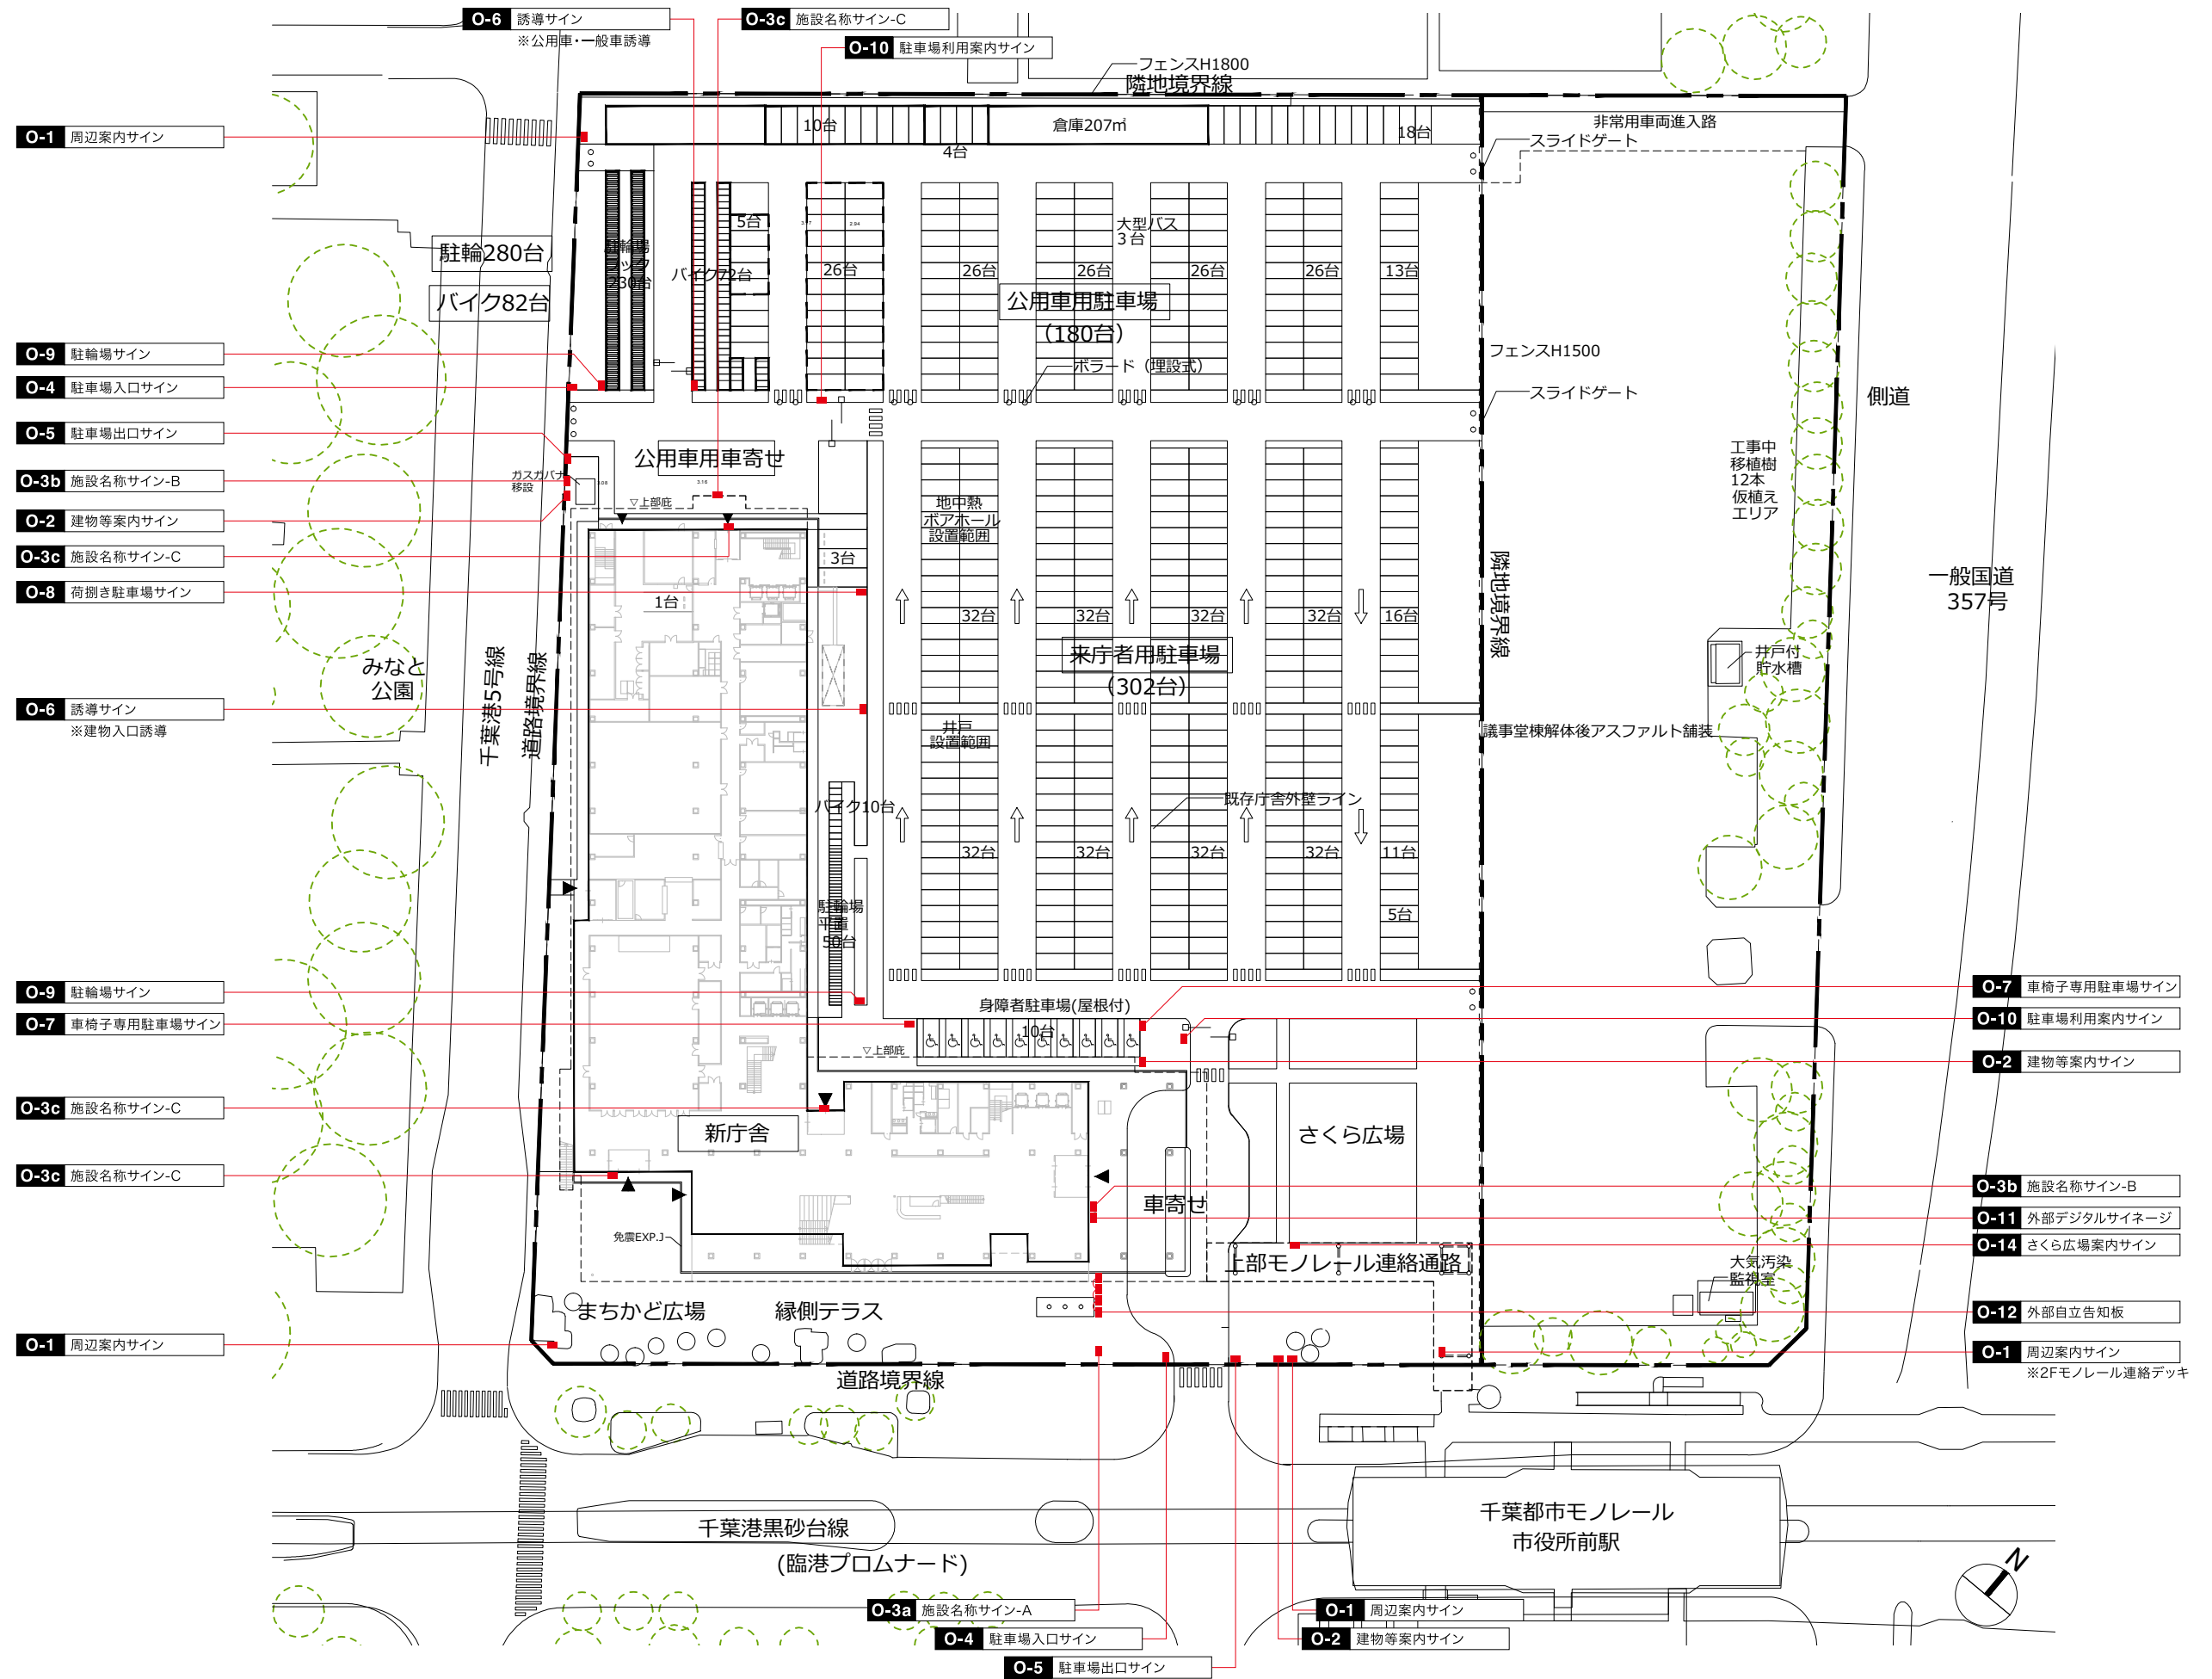 O-6 誘導サイン
※公用車・一般車誘導
O-3c 施設名称サイン-C
O-10 駐車場利用案内サイン
フェンスH1800
隣地境界線
O-1 周辺案内サイン
10台
4台
倉庫207㎡
18台
非常用車両進入路
スライドゲート
駐輪280台
バイク82台
駐輪場
ラック
230台
バイク72台
5台
3.17
2.94
26台
26台
26台
26台
26台
13台
大型バス
3台
公用車用駐車場
（180台）
ボラード（埋設式）
フェンスH1500
スライドゲート
側道
O-9 駐輪場サイン
O-4 駐車場入口サイン
O-5 駐車場出口サイン
O-3b 施設名称サイン-B
O-2 建物等案内サイン
O-3c 施設名称サイン-C
O-8 荷捌き駐車場サイン
ガスガバナ
移設
公用車用車寄せ
3.16
▽上部庇
3台
1台
地中熱
ボアホール
設置範囲
工事中
移植樹
12本
仮植え
エリア
隣地境界線
一般国道
357号
32台
32台
32台
32台
16台
来庁者用駐車場
（302台）
みなと
公園
千葉港5号線
道路境界線
O-6 誘導サイン
※建物入口誘導
井戸
設置範囲
井戸付
貯水槽
議事堂棟解体後アスファルト舗装
バイク10台
既存庁舎外壁ライン
32台
32台
32台
32台
11台
5台
駐輪場
平置
50台
O-9 駐輪場サイン
O-7 車椅子専用駐車場サイン
O-3c 施設名称サイン-C
O-3c 施設名称サイン-C
O-1 周辺案内サイン
身障者駐車場(屋根付)
10台
▽上部庇
新庁舎
さくら広場
車寄せ
免震EXP.J
上部モノレール連絡通路
まちかど広場
縁側テラス
道路境界線
大気汚染
監視室
O-7 車椅子専用駐車場サイン
O-10 駐車場利用案内サイン
O-2 建物等案内サイン
O-3b 施設名称サイン-B
O-11 外部デジタルサイネージ
O-14 さくら広場案内サイン
O-12 外部自立告知板
O-1 周辺案内サイン
※2Fモノレール連絡デッキ
千葉港黒砂台線
(臨港プロムナード)
千葉都市モノレール
市役所前駅
N
O-3a 施設名称サイン-A
O-4 駐車場入口サイン
O-5 駐車場出口サイン
O-1 周辺案内サイン
O-2 建物等案内サイン